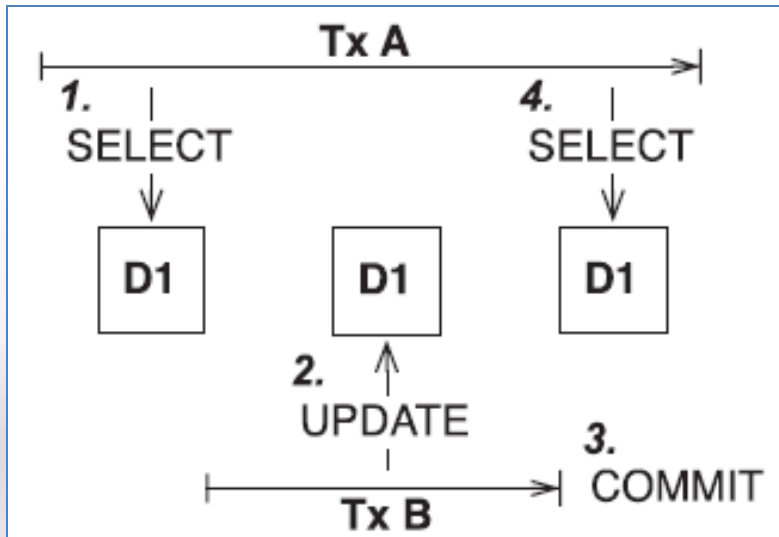 Tx A
1.
SELECT
4.
SELECT
D1
D1
D1
2.
UPDATE
3.
COMMIT
Tx B